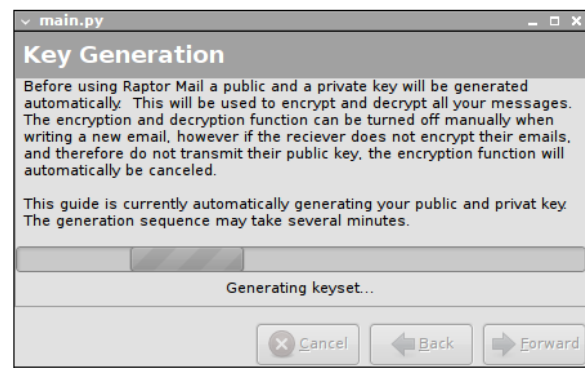 main.py
Key Generation
Before using Raptor Mail a public and a private key will be generated
automatically. This will be used to encrypt and decrypt all your messages.
The encryption and decryption function can be turned off manually when
writing a new email, however if the reciever does not encrypt their emails,
and therefore do not transmit their public key, the encryption function will
automatically be canceled.
This guide is currently automatically generating your public and privat key.
The generation sequence may take several minutes.
Generating keyset...
Cancel Back Forward